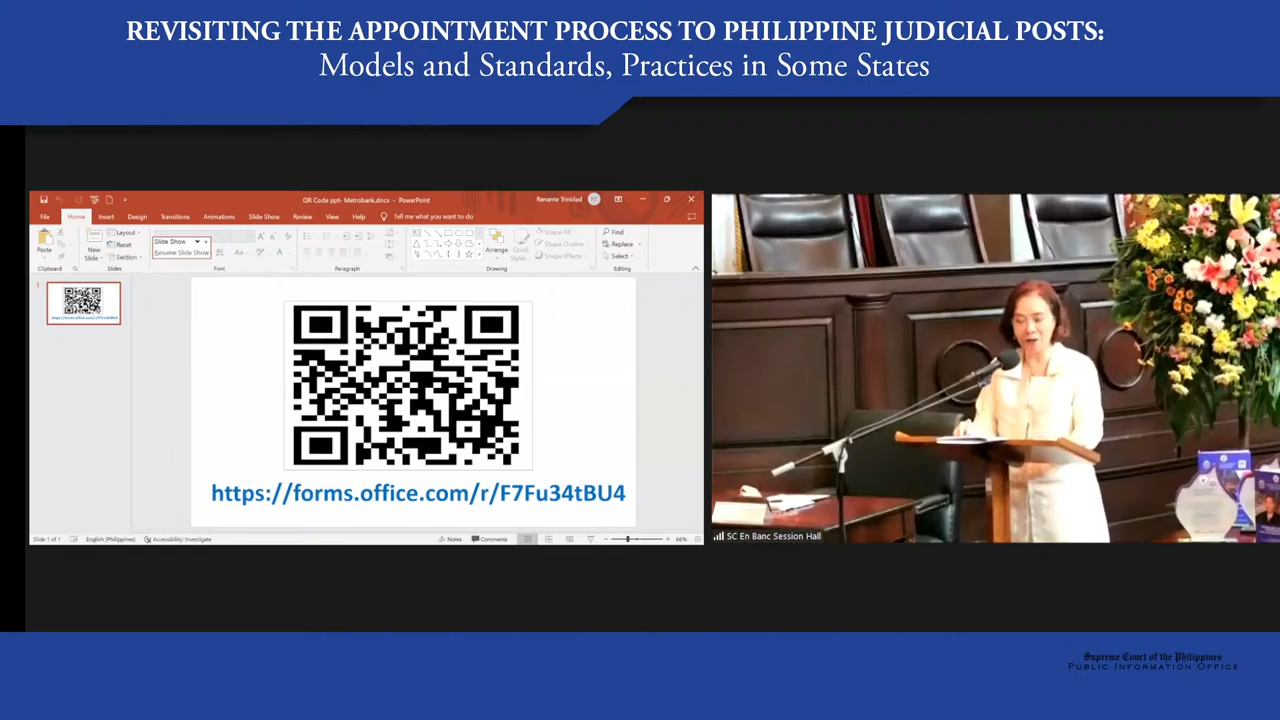 REVISITING THE APPOINTMENT PROCESS TO PHILIPPINE JUDICIAL POSTS:
Models and Standards, Practices in Some States
QR Code ppt- Metrobank.docx - PowerPoint
Renante Trinidad
RT
File Home Insert Design Transitions Animations Slide Show Review View Help Tell me what you want to do
Paste
New Slide
Layout
Reset
Section
Slide Show
Resume Slide Show
Arrange
Quick Styles
Shape Fill
Shape Outline
Shape Effects
Find
Replace
Select
Clipboard Slides Font Paragraph Drawing Editing
1
https://forms.office.com/r/F7Fu34tBU4
Slide 1 of 1 English (Philippines) Accessibility: Investigate Notes Comments 66%
SC En Banc Session Hall
Supreme Court of the Philippines
PUBLIC INFORMATION OFFICE